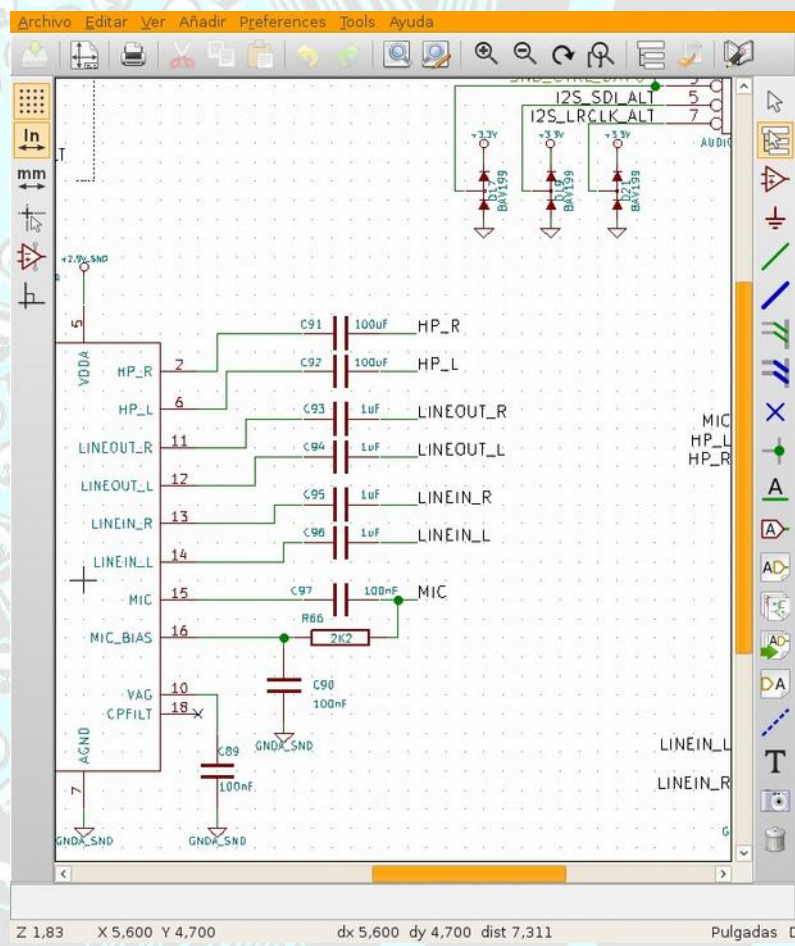 Archivo Editar Ver Añadir Preferences Tools Ayuda
I2S_SDI_ALT 5
I2S_LRCLK_ALT 7
In
mm
+3.3V +3.3V +3.3V
D17 BAV199
BAV199
D21 BAV199
+2.5V_SND
5
VDDA
C91 100uF HP_R
HP_R 2
C92 100uF HP_L
HP_L 6
C93 1uF LINEOUT_R
LINEOUT_R 11
C94 1uF LINEOUT_L
LINEOUT_L 12
C95 1uF LINEIN_R
LINEIN_R 13
C96 1uF LINEIN_L
LINEIN_L 14
MIC
HP_L
HP_R
MIC 15 C97 100nF MIC
R66
MIC_BIAS 16 2K2
C90
100nF
VAG 10
CPFILT 18
GNDA_SND
AGND
C89
100nF
7
GNDA_SND GNDA_SND
LINEIN_L
LINEIN_R
A
T
Z 1,83 X 5,600 Y 4,700 dx 5,600 dy 4,700 dist 7,311 Pulgadas